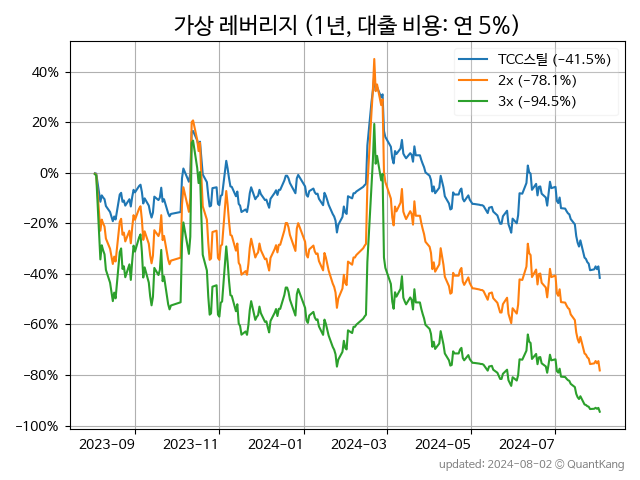 가상 레버리지 (1년, 대출 비용: 연 5%)
TCC스틸 (−41.5%)
2x (−78.1%)
3x (−94.5%)
40%
20%
0%
−20%
−40%
−60%
−80%
−100%
2023-09 2023-11 2024-01 2024-03 2024-05 2024-07
updated: 2024-08-02 © QuantKang